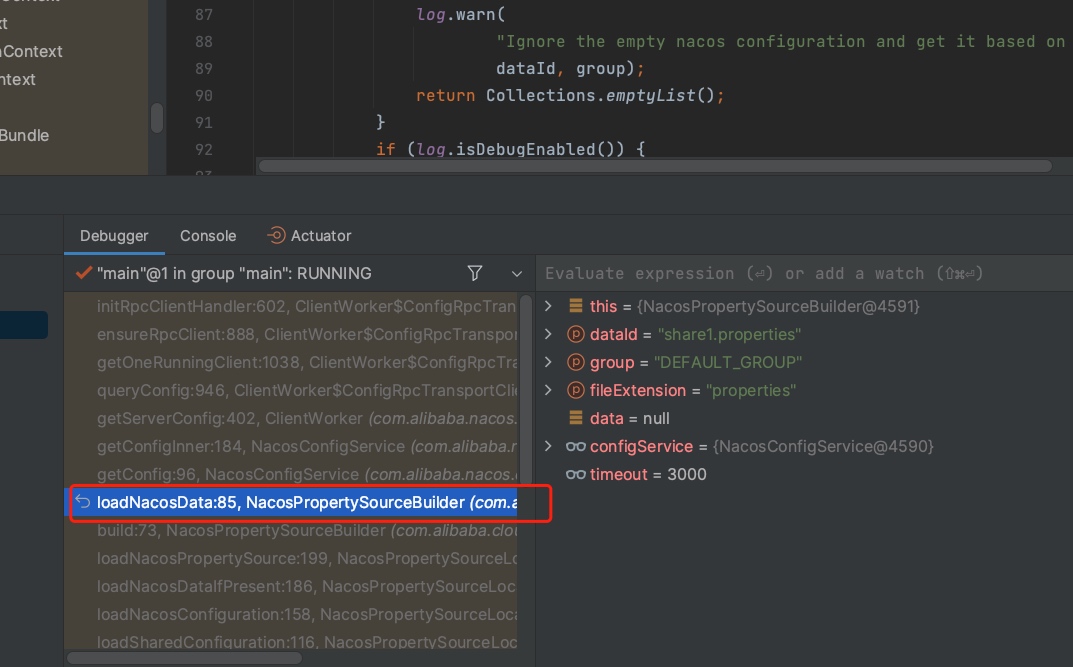 t
Context
ntext
Bundle
87 log.warn(
88 "Ignore the empty nacos configuration and get it based on
89 dataId, group);
90 return Collections.emptyList();
91 }
92 if (log.isDebugEnabled()) {
Debugger Console Actuator
"main"@1 in group "main": RUNNING
Evaluate expression (⏎) or add a watch (⇧⌘⏎)
initRpcClientHandler:602, ClientWorker$ConfigRpcTran
ensureRpcClient:888, ClientWorker$ConfigRpcTranspor
getOneRunningClient:1038, ClientWorker$ConfigRpcTra
queryConfig:946, ClientWorker$ConfigRpcTransportClie
getServerConfig:402, ClientWorker (com.alibaba.nacos.
getConfigInner:184, NacosConfigService (com.alibaba.n
getConfig:96, NacosConfigService (com.alibaba.nacos.
loadNacosData:85, NacosPropertySourceBuilder (com.a
build:73, NacosPropertySourceBuilder (com.alibaba.clou
loadNacosPropertySource:199, NacosPropertySourceLo
loadNacosDataIfPresent:186, NacosPropertySourceLoca
loadNacosConfiguration:158, NacosPropertySourceLoca
loadSharedConfiguration:116, NacosPropertySourceLoc
this = {NacosPropertySourceBuilder@4591}
dataId = "share1.properties"
group = "DEFAULT_GROUP"
fileExtension = "properties"
data = null
configService = {NacosConfigService@4590}
timeout = 3000